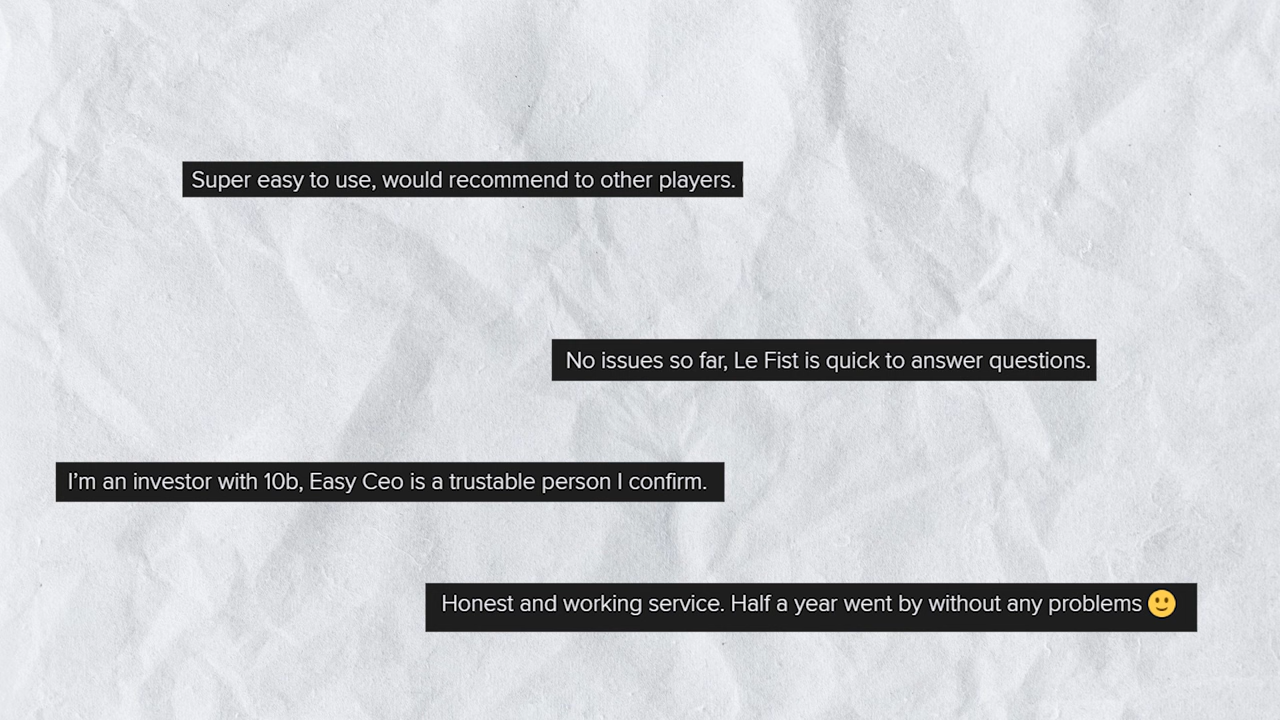 Super easy to use, would recommend to other players.
No issues so far, Le Fist is quick to answer questions.
I’m an investor with 10b, Easy Ceo is a trustable person I confirm.
Honest and working service. Half a year went by without any problems 🙂